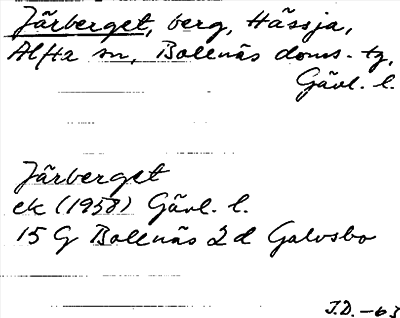 Järberget, berg, Hässja,
Alfta sn, Bollnäs doms. tg,
Gävl. l.
Järberget
ek (1958) Gävl. l.
15 G Bollnäs 2 d Galvsbo
J.D. -63